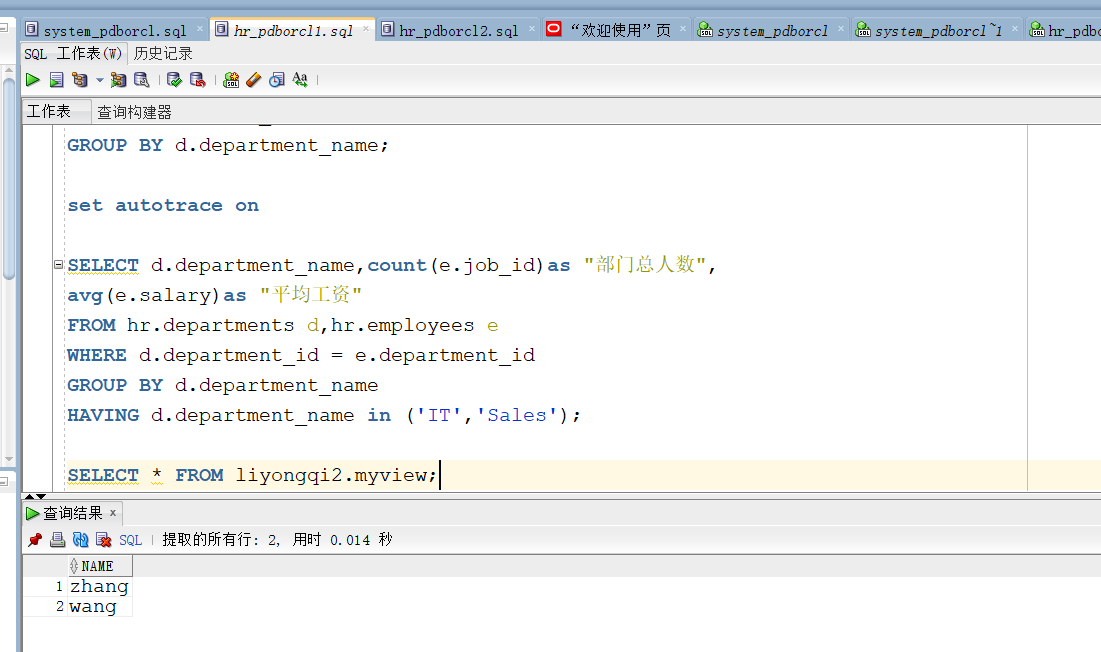 system_pdborcl.sql hr_pdborcl1.sql hr_pdborcl2.sql “欢迎使用”页 system_pdborcl system_pdborcl~1 hr_pdbo
SQL 工作表(W) 历史记录
工作表 查询构建器
GROUP BY d.department_name;
set autotrace on
SELECT d.department_name,count(e.job_id)as "部门总人数",
avg(e.salary)as "平均工资"
FROM hr.departments d,hr.employees e
WHERE d.department_id = e.department_id
GROUP BY d.department_name
HAVING d.department_name in ('IT','Sales');
SELECT * FROM liyongqi2.myview;
查询结果 x
SQL | 提取的所有行: 2, 用时 0.014 秒
NAME
1 zhang
2 wang